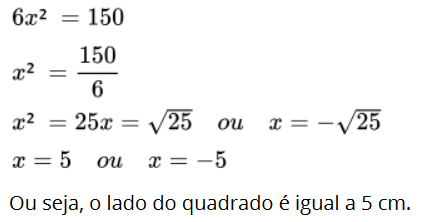 6x² = 150
x² = 150/6
x² = 25x = √25 ou x = −√25
x = 5 ou x = −5
Ou seja, o lado do quadrado é igual a 5 cm.